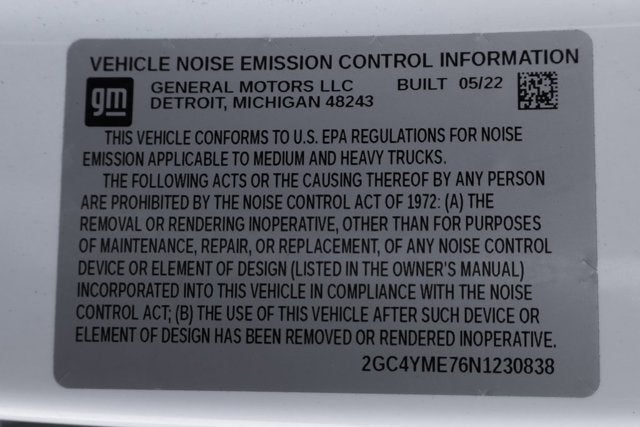 VEHICLE NOISE EMISSION CONTROL INFORMATION
gm GENERAL MOTORS LLC BUILT 05/22
DETROIT, MICHIGAN 48243
THIS VEHICLE CONFORMS TO U.S. EPA REGULATIONS FOR NOISE
EMISSION APPLICABLE TO MEDIUM AND HEAVY TRUCKS.
THE FOLLOWING ACTS OR THE CAUSING THEREOF BY ANY PERSON
ARE PROHIBITED BY THE NOISE CONTROL ACT OF 1972: (A) THE
REMOVAL OR RENDERING INOPERATIVE, OTHER THAN FOR PURPOSES
OF MAINTENANCE, REPAIR, OR REPLACEMENT, OF ANY NOISE CONTROL
DEVICE OR ELEMENT OF DESIGN (LISTED IN THE OWNER'S MANUAL)
INCORPORATED INTO THIS VEHICLE IN COMPLIANCE WITH THE NOISE
CONTROL ACT; (B) THE USE OF THIS VEHICLE AFTER SUCH DEVICE OR
ELEMENT OF DESIGN HAS BEEN REMOVED OR RENDERED INOPERATIVE.
2GC4YME76N1230838